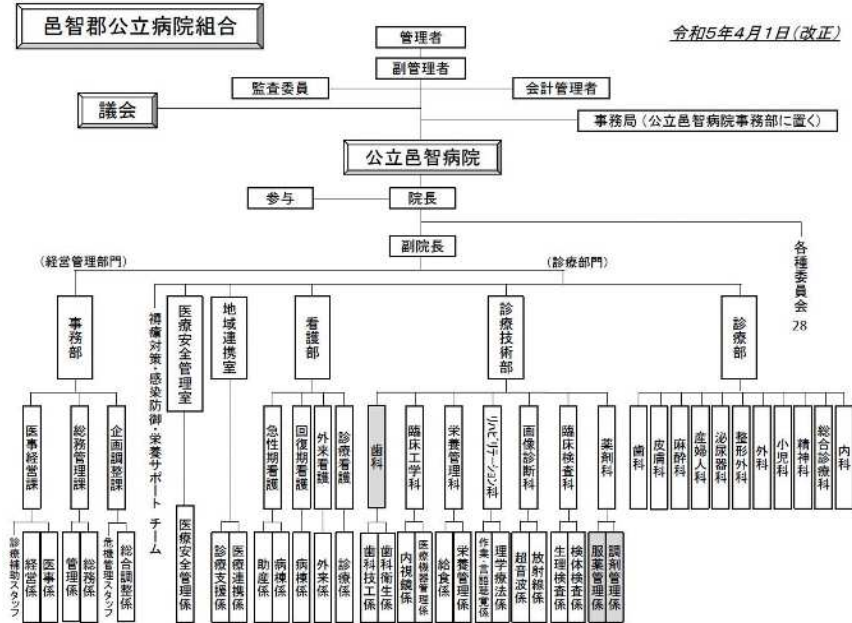 邑智郡公立病院組合
令和5年4月1日(改正)
管理者
副管理者
監査委員
会計管理者
議会
事務局(公立邑智病院事務部に置く)
公立邑智病院
参与
院長
副院長
各種委員会 28
(経営管理部門)
(診療部門)
事務部
褥瘡対策・感染防御・栄養サポート チーム
医療安全管理室
地域連携室
看護部
診療技術部
診療部
医事経営課
総務管理課
企画調整課
急性期看護
回復期看護
外来看護
診療看護
歯科
臨床工学科
栄養管理科
リハビリテーション科
画像診断科
臨床検査科
薬剤科
歯科
皮膚科
麻酔科
産婦人科
泌尿器科
整形外科
外科
小児科
精神科
総合診療科
内科
診療補助スタッフ
経営係
医事係
管理係
総務係
危機管理スタッフ
総合調整係
医療安全管理係
診療支援係
医療連携係
助産係
病棟係
病棟係
外来係
診療係
歯科技工係
歯科衛生係
内視鏡係
医療機器管理係
給食係
栄養管理係
作業・言語聴覚係
理学療法係
超音波係
放射線係
生理検査係
検体検査係
服薬管理係
調剤管理係